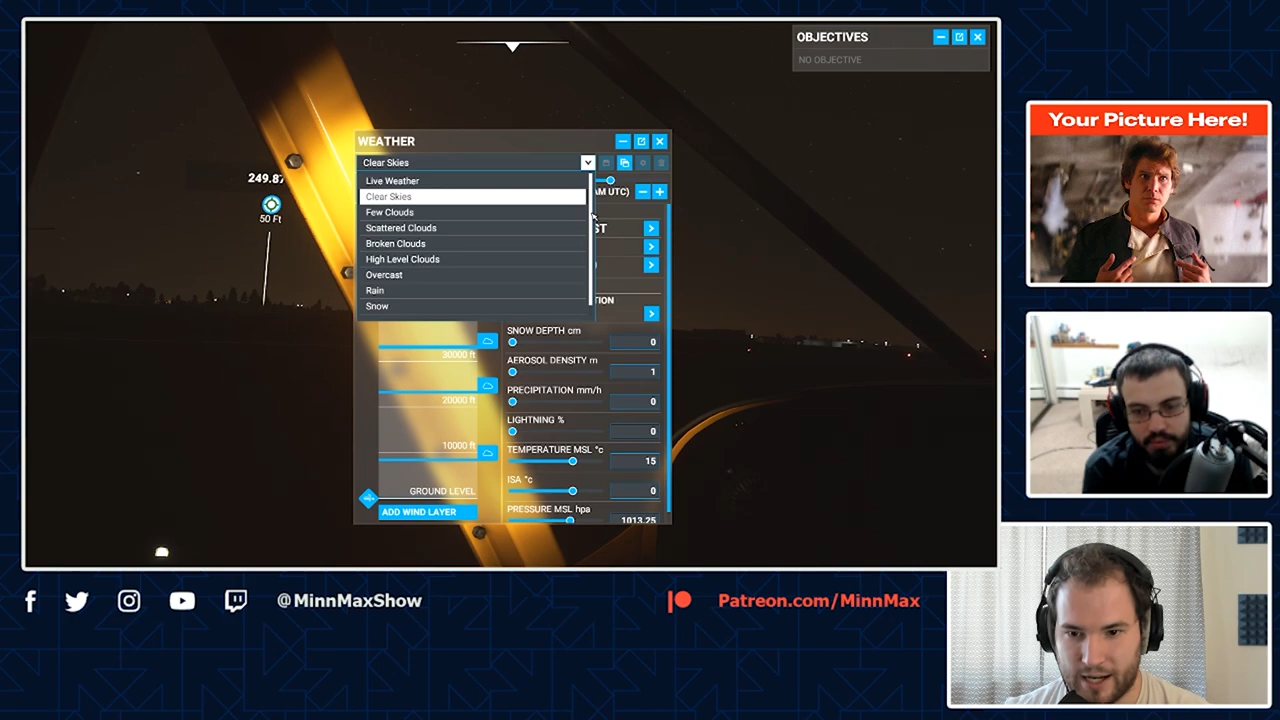 OBJECTIVES
NO OBJECTIVE
WEATHER
Clear Skies
Live Weather
Clear Skies
Few Clouds
Scattered Clouds
Broken Clouds
High Level Clouds
Overcast
Rain
Snow
AM UTC)
ST
TION
249.87
50 Ft
30000 ft
20000 ft
10000 ft
GROUND LEVEL
ADD WIND LAYER
SNOW DEPTH cm
0
AEROSOL DENSITY m
1
PRECIPITATION mm/h
0
LIGHTNING %
0
TEMPERATURE MSL °c
15
ISA °c
0
PRESSURE MSL hpa
1013.25
Your Picture Here!
@MinnMaxShow
Patreon.com/MinnMax